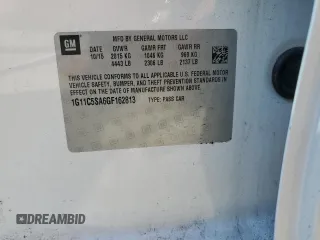 GM
MFD BY GENERAL MOTORS LLC
DATE GVWR GAWR FRT GAWR RR
10/15 2015 KG 1046 KG 969 KG
4443 LB 2306 LB 2137 LB
THIS VEHICLE CONFORMS TO ALL APPLICABLE U.S. FEDERAL MOTOR
VEHICLE SAFETY, BUMPER, AND THEFT PREVENTION STANDARDS IN
EFFECT ON THE DATE OF MANUFACTURE SHOWN ABOVE.
1G11C5SA6GF162813 TYPE: PASS CAR
DREAMBID